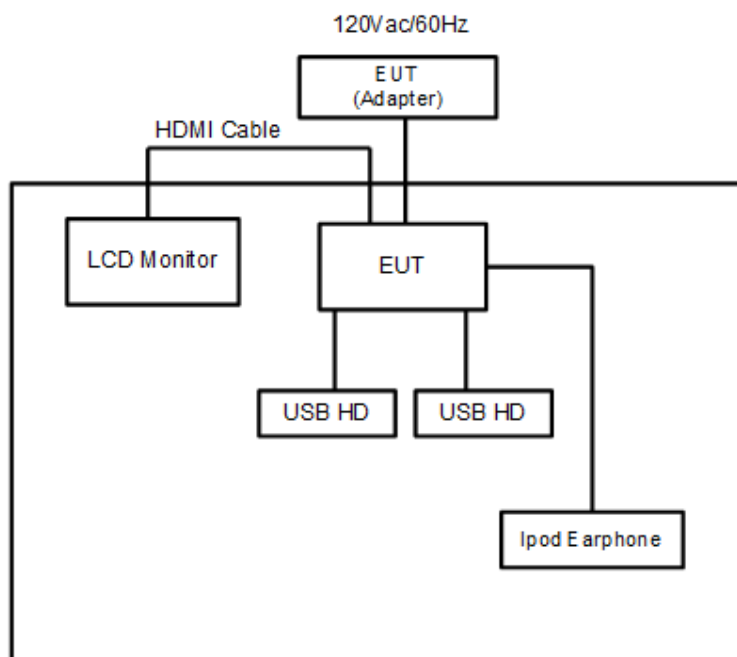 120Vac/60Hz
EUT
(Adapter)
HDMI Cable
LCD Monitor
EUT
USB HD
USB HD
Ipod Earphone